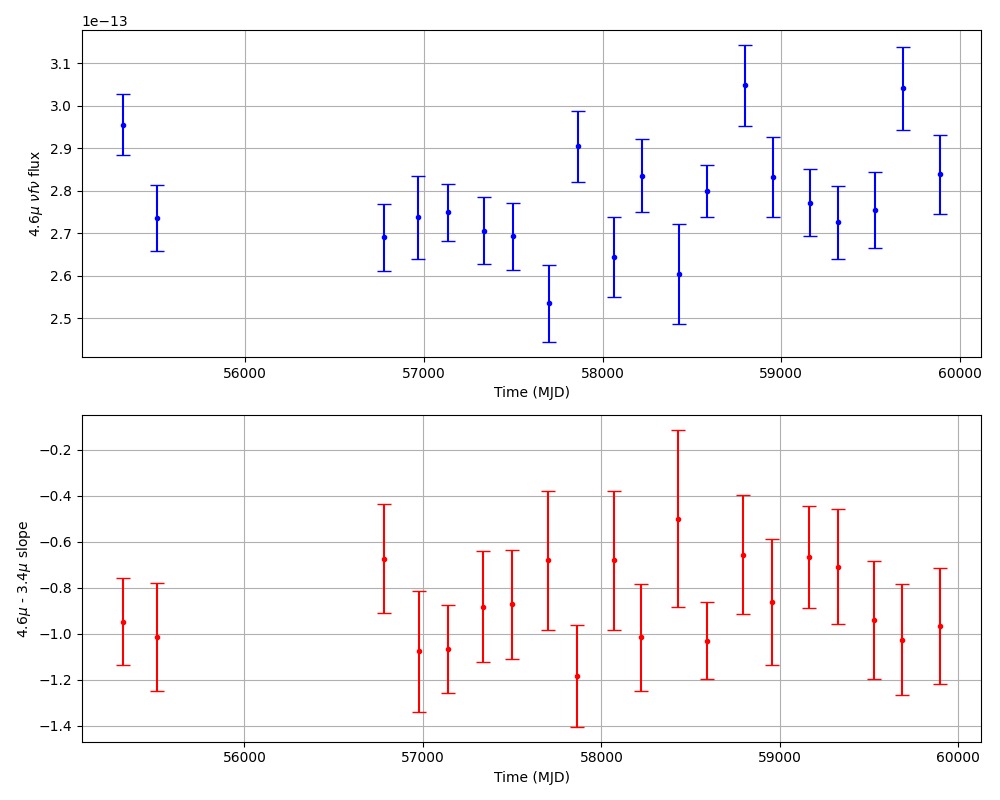 1e−13
3.1
3.0
2.9
2.8
2.7
2.6
2.5
4.6μ νfν flux
56000 57000 58000 59000 60000
Time (MJD)
−0.2
−0.4
−0.6
−0.8
−1.0
−1.2
−1.4
4.6μ - 3.4μ slope
56000 57000 58000 59000 60000
Time (MJD)